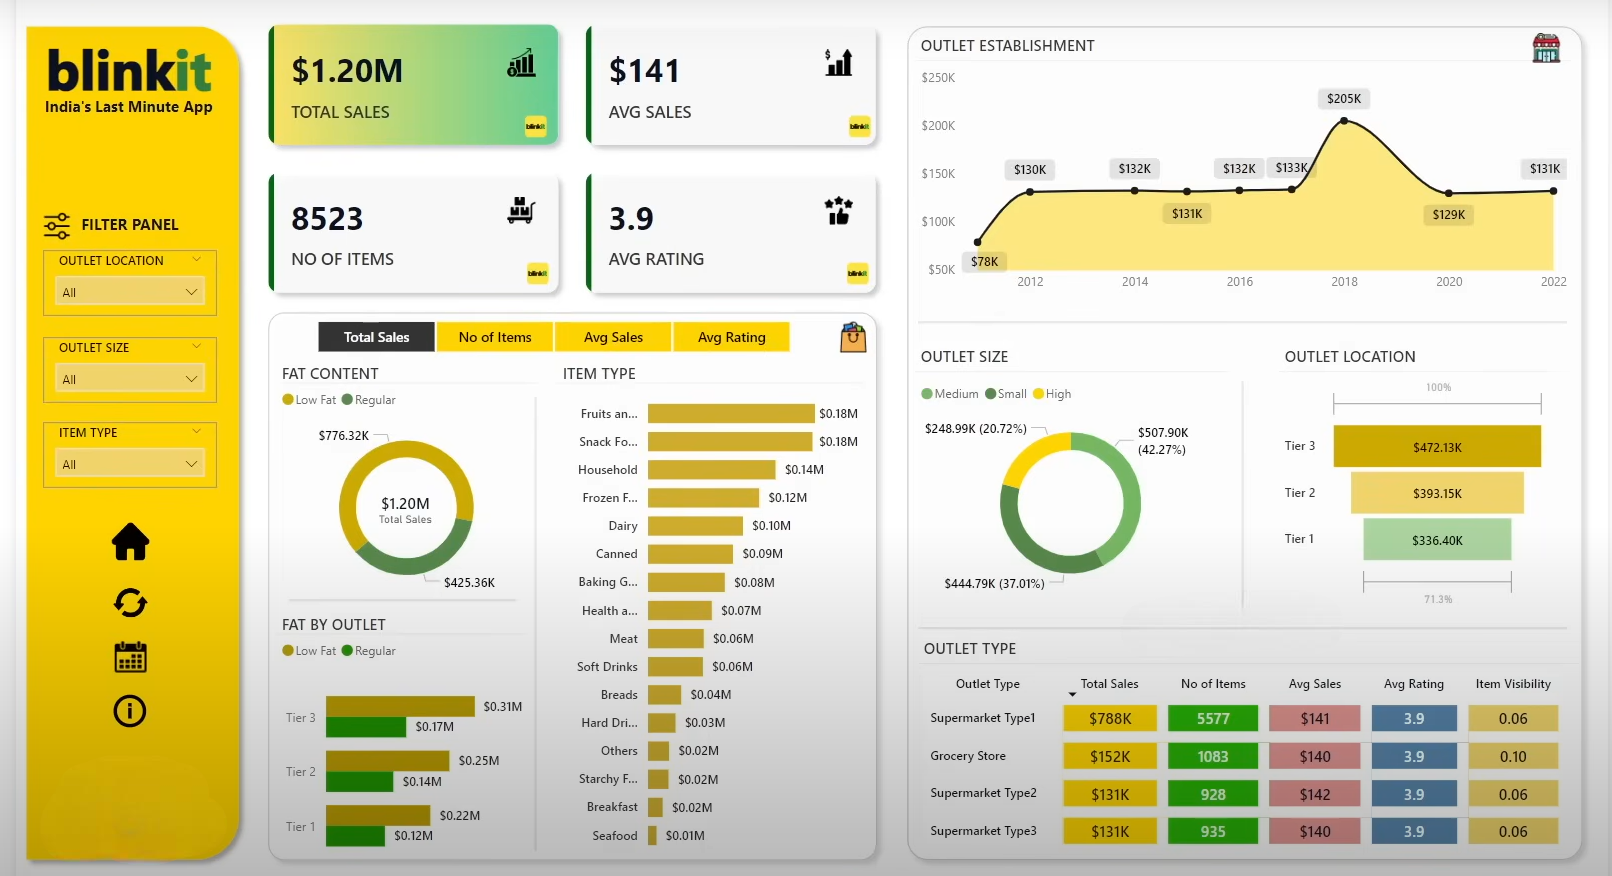 blinkit
India's Last Minute App
FILTER PANEL
OUTLET LOCATION
All
OUTLET SIZE
All
ITEM TYPE
All
$1.20M
TOTAL SALES
blinkit
$141
AVG SALES
blinkit
8523
NO OF ITEMS
blinkit
3.9
AVG RATING
blinkit
Total Sales
No of Items
Avg Sales
Avg Rating
FAT CONTENT
Low Fat Regular
$776.32K
$1.20M
Total Sales
$425.36K
FAT BY OUTLET
Low Fat Regular
Tier 3 $0.31M
$0.17M
Tier 2 $0.25M
$0.14M
Tier 1 $0.22M
$0.12M
ITEM TYPE
Fruits an... $0.18M
Snack Fo... $0.18M
Household $0.14M
Frozen F... $0.12M
Dairy $0.10M
Canned $0.09M
Baking G... $0.08M
Health a... $0.07M
Meat $0.06M
Soft Drinks $0.06M
Breads $0.04M
Hard Dri... $0.03M
Others $0.02M
Starchy F... $0.02M
Breakfast $0.02M
Seafood $0.01M
OUTLET ESTABLISHMENT
$250K
$200K
$150K
$100K
$50K
$78K
$130K
$132K
$131K
$132K
$133K
$205K
$129K
$131K
2012 2014 2016 2018 2020 2022
OUTLET SIZE
Medium Small High
$248.99K (20.72%)
$507.90K
(42.27%)
$444.79K (37.01%)
OUTLET LOCATION
100%
Tier 3 $472.13K
Tier 2 $393.15K
Tier 1 $336.40K
71.3%
OUTLET TYPE
Outlet Type Total Sales No of Items Avg Sales Avg Rating Item Visibility
Supermarket Type1 $788K 5577 $141 3.9 0.06
Grocery Store $152K 1083 $140 3.9 0.10
Supermarket Type2 $131K 928 $142 3.9 0.06
Supermarket Type3 $131K 935 $140 3.9 0.06